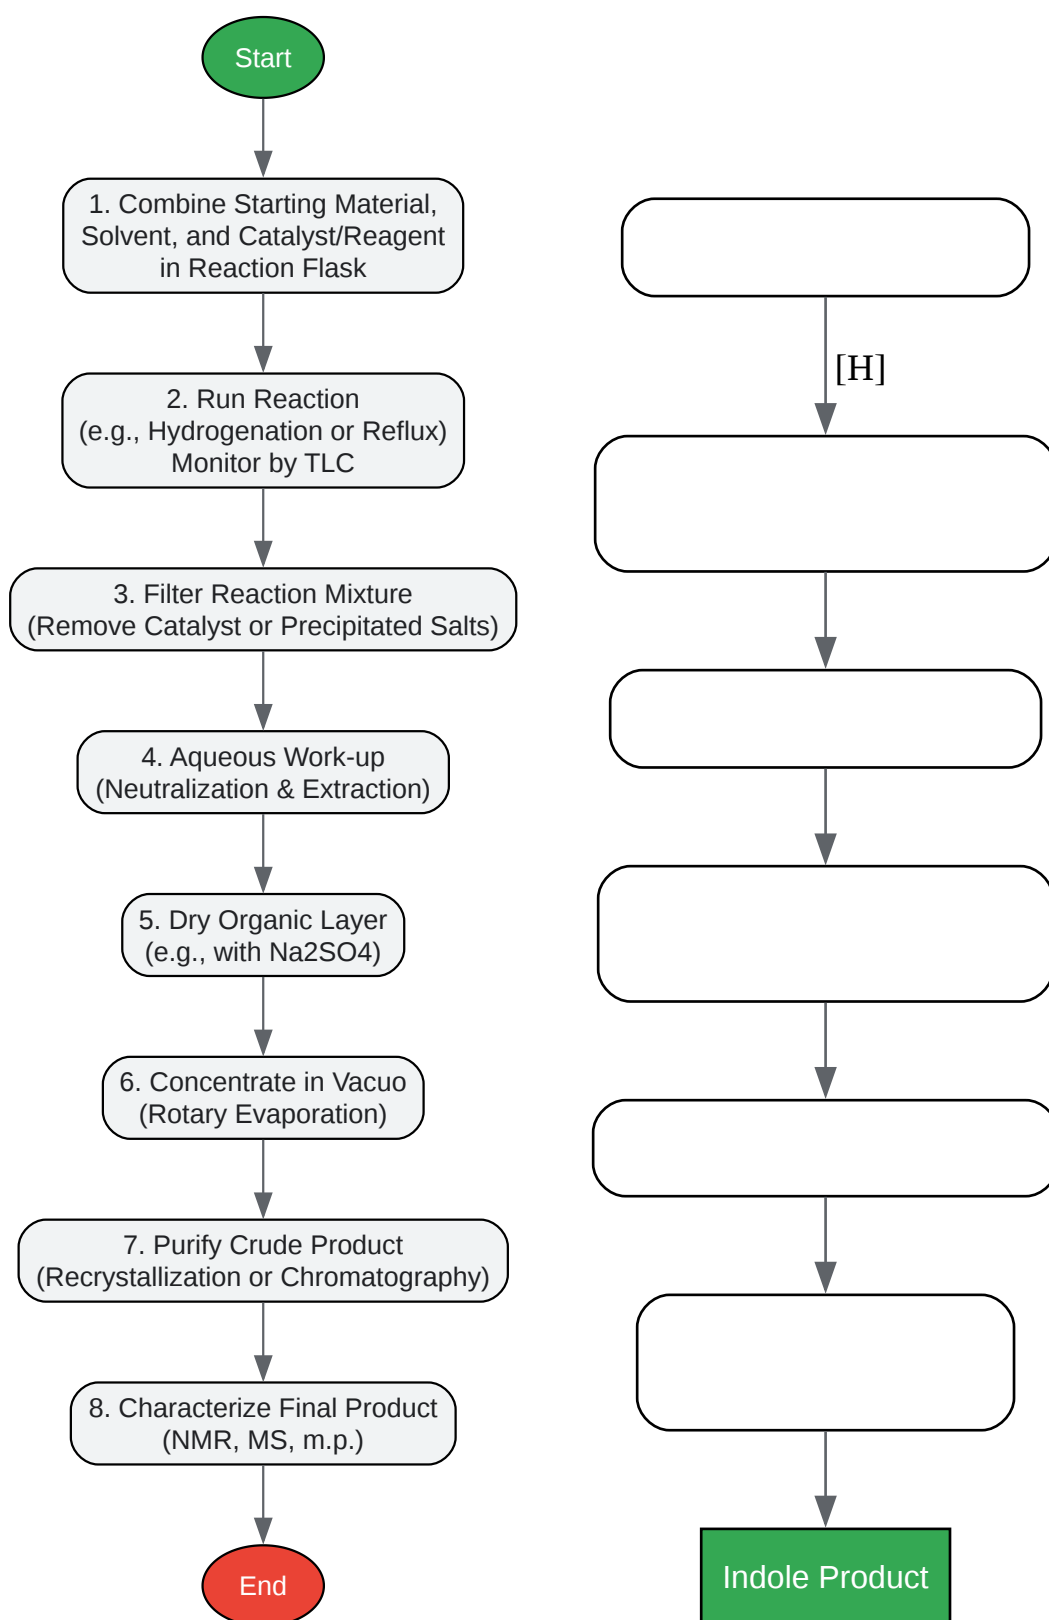 Start
1. Combine Starting Material,
Solvent, and Catalyst/Reagent
in Reaction Flask
2. Run Reaction
(e.g., Hydrogenation or Reflux)
Monitor by TLC
3. Filter Reaction Mixture
(Remove Catalyst or Precipitated Salts)
4. Aqueous Work-up
(Neutralization & Extraction)
5. Dry Organic Layer
(e.g., with Na2SO4)
6. Concentrate in Vacuo
(Rotary Evaporation)
7. Purify Crude Product
(Recrystallization or Chromatography)
8. Characterize Final Product
(NMR, MS, m.p.)
End
[H]
Indole Product